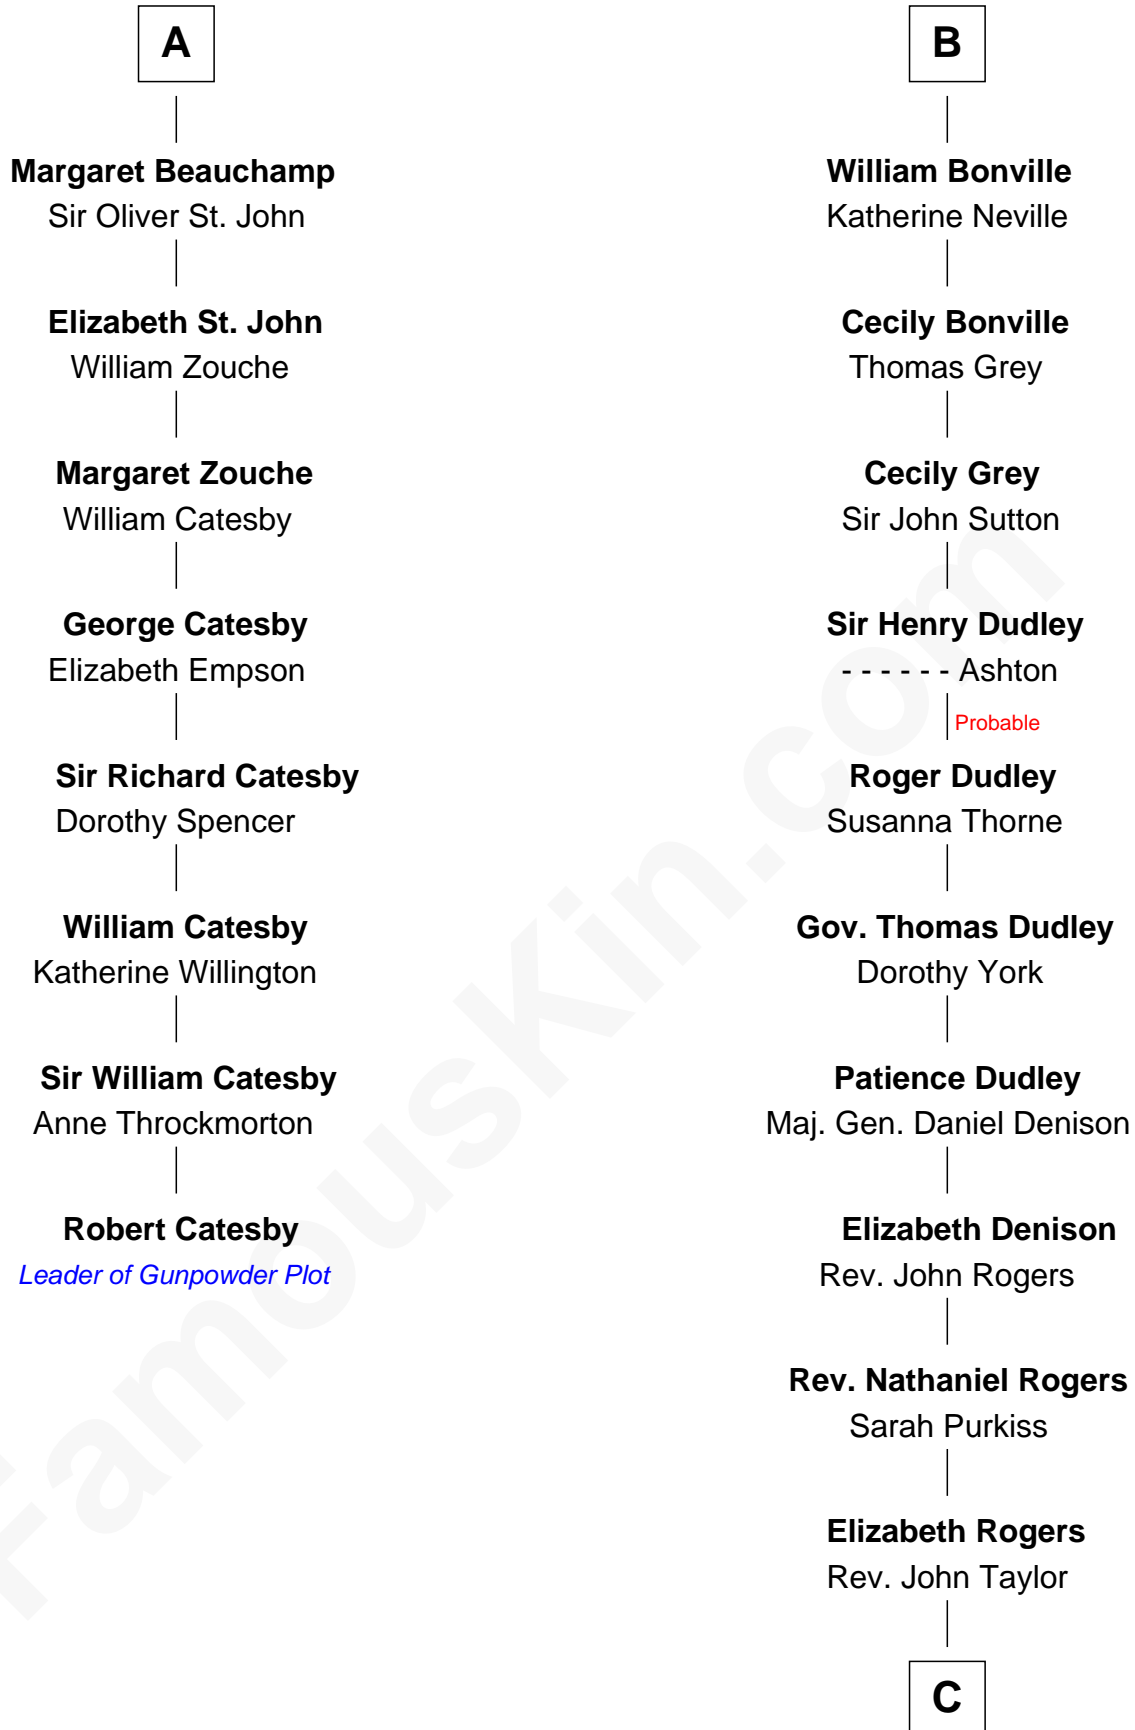 A
Margaret Beauchamp
Sir Oliver St. John
Elizabeth St. John
William Zouche
Margaret Zouche
William Catesby
George Catesby
Elizabeth Empson
Sir Richard Catesby
Dorothy Spencer
William Catesby
Katherine Willington
Sir William Catesby
Anne Throckmorton
Robert Catesby
Leader of Gunpowder Plot
B
William Bonville
Katherine Neville
Cecily Bonville
Thomas Grey
Cecily Grey
Sir John Sutton
Sir Henry Dudley
- - - - - - Ashton
Probable
Roger Dudley
Susanna Thorne
Gov. Thomas Dudley
Dorothy York
Patience Dudley
Maj. Gen. Daniel Denison
Elizabeth Denison
Rev. John Rogers
Rev. Nathaniel Rogers
Sarah Purkiss
Elizabeth Rogers
Rev. John Taylor
C
FamousKin.com